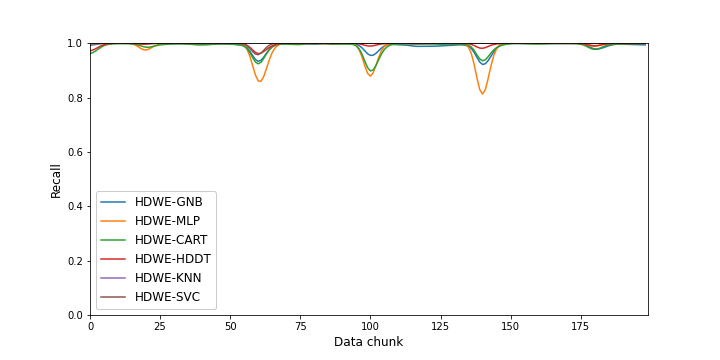 1.0
0.8
0.6
0.4
0.2
0.0
Recall
HDWE-GNB
HDWE-MLP
HDWE-CART
HDWE-HDDT
HDWE-KNN
HDWE-SVC
0 25 50 75 100 125 150 175
Data chunk